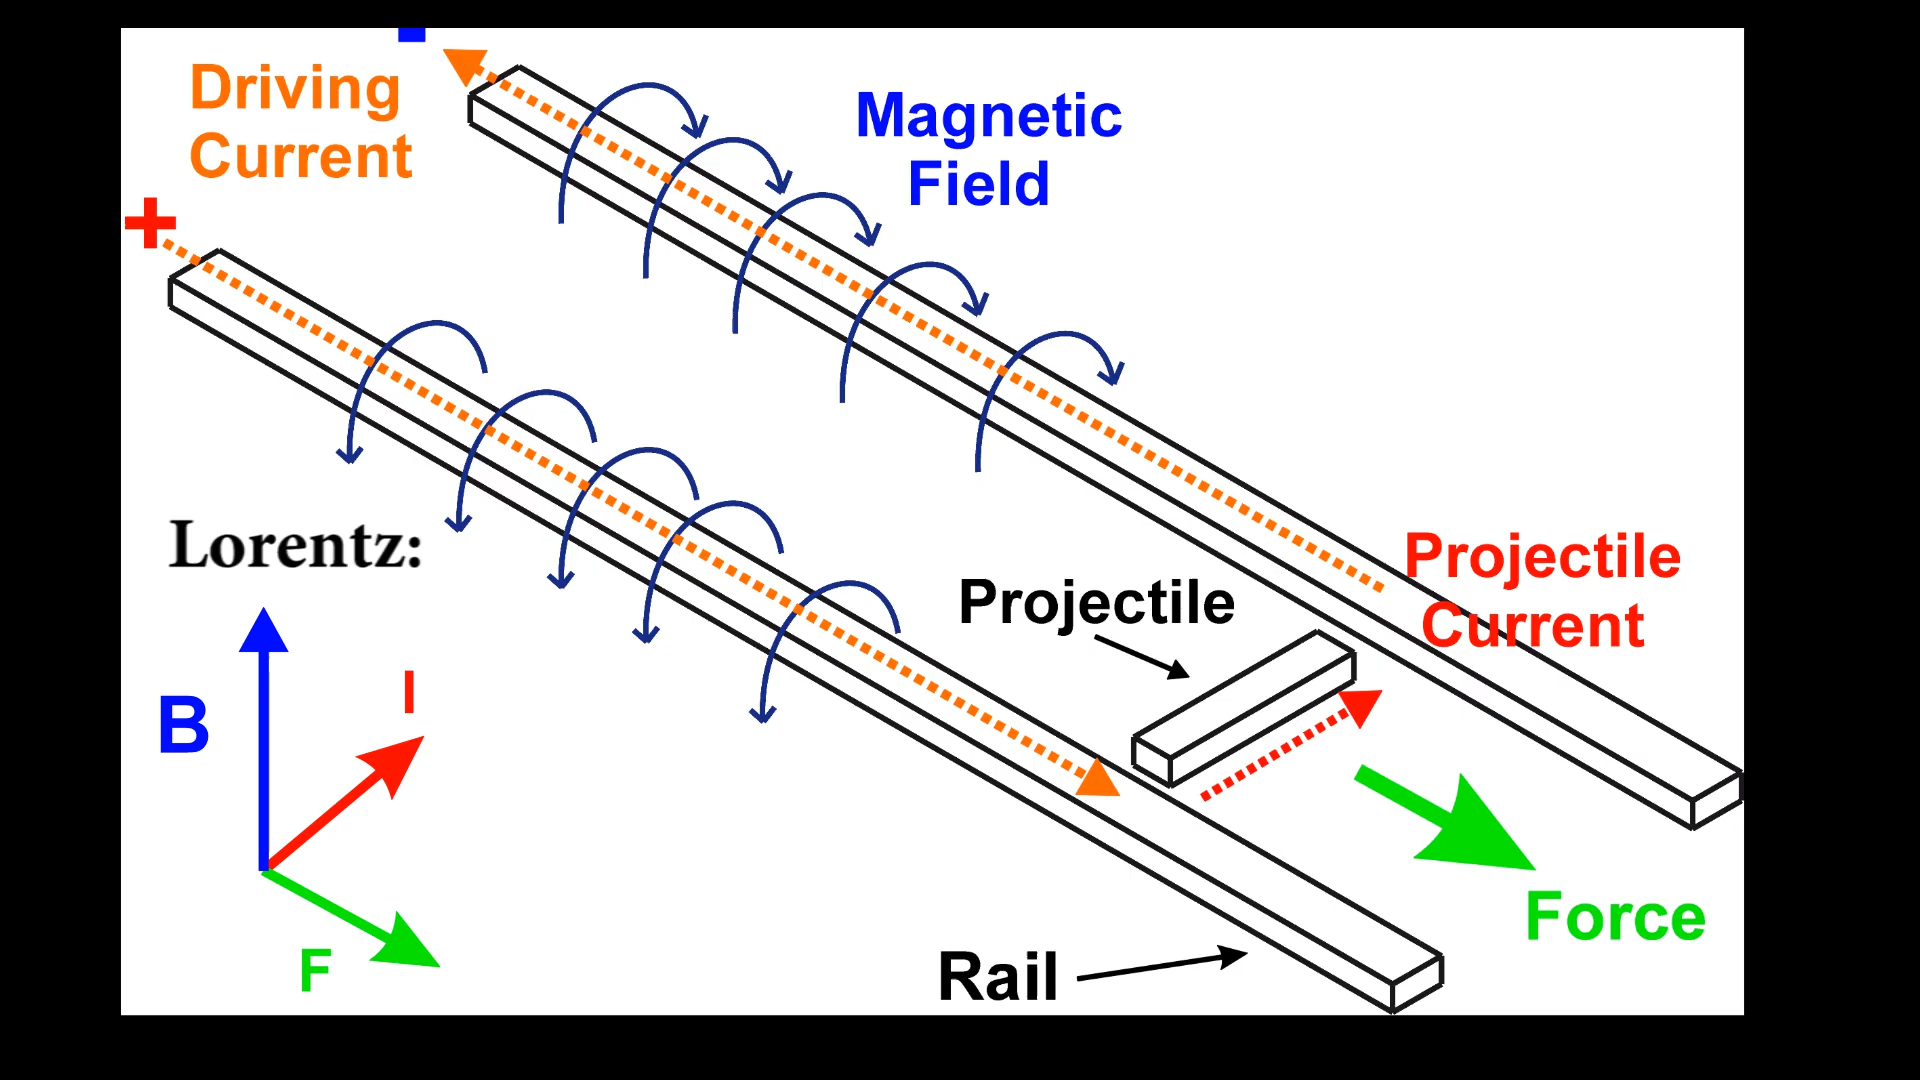 -
Driving
Current
Magnetic
Field
+
Lorentz:
Projectile
Current
Projectile
B
I
F
Force
Rail